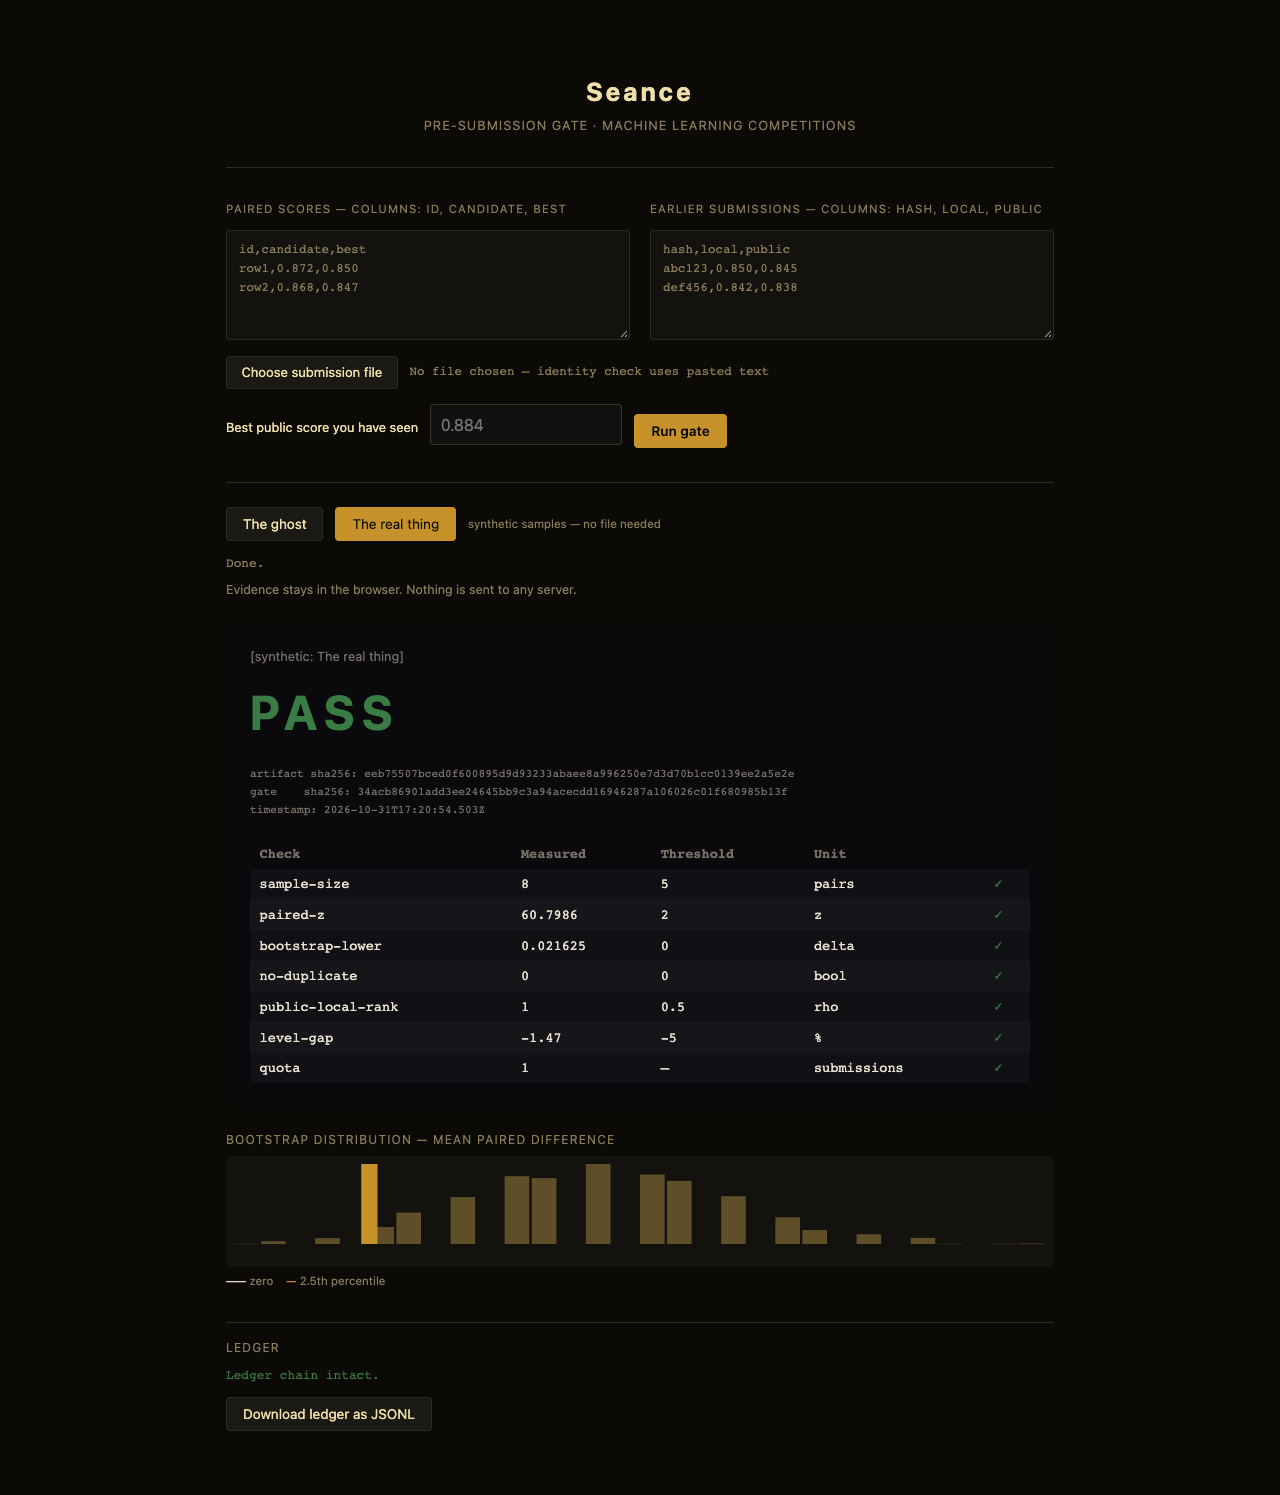 Seance
PRE-SUBMISSION GATE · MACHINE LEARNING COMPETITIONS
PAIRED SCORES — COLUMNS: ID, CANDIDATE, BEST
id,candidate,best
row1,0.872,0.850
row2,0.868,0.847
EARLIER SUBMISSIONS — COLUMNS: HASH, LOCAL, PUBLIC
hash,local,public
abc123,0.850,0.845
def456,0.842,0.838
Choose submission file No file chosen — identity check uses pasted text
Best public score you have seen 0.884 Run gate
The ghost The real thing synthetic samples — no file needed
Done.
Evidence stays in the browser. Nothing is sent to any server.
[synthetic: The real thing]
PASS
artifact sha256: eeb75507bced0f600895d9d93233abaee8a996250e7d3d70b1cc0139ee2a5e2e
gate sha256: 34acb86901add3ee24645bb9c3a94acecdd16946287a106026c01f680985b13f
timestamp: 2026-10-31T17:20:54.503Z
Check Measured Threshold Unit
sample-size 8 5 pairs ✓
paired-z 60.7986 2 z ✓
bootstrap-lower 0.021625 0 delta ✓
no-duplicate 0 0 bool ✓
public-local-rank 1 0.5 rho ✓
level-gap -1.47 -5 % ✓
quota 1 — submissions ✓
BOOTSTRAP DISTRIBUTION — MEAN PAIRED DIFFERENCE
— zero — 2.5th percentile
LEDGER
Ledger chain intact.
Download ledger as JSONL